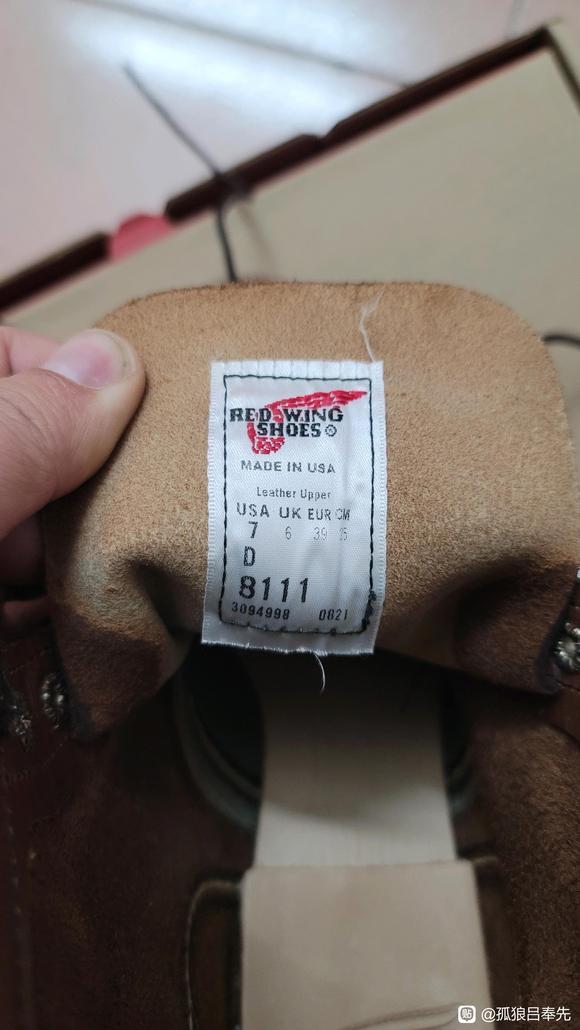 RED WING
SHOES
MADE IN USA
Leather Upper
USA UK EUR CM
7 6 39 25
D
8111
3094998 0821
贴 @孤狼吕奉先